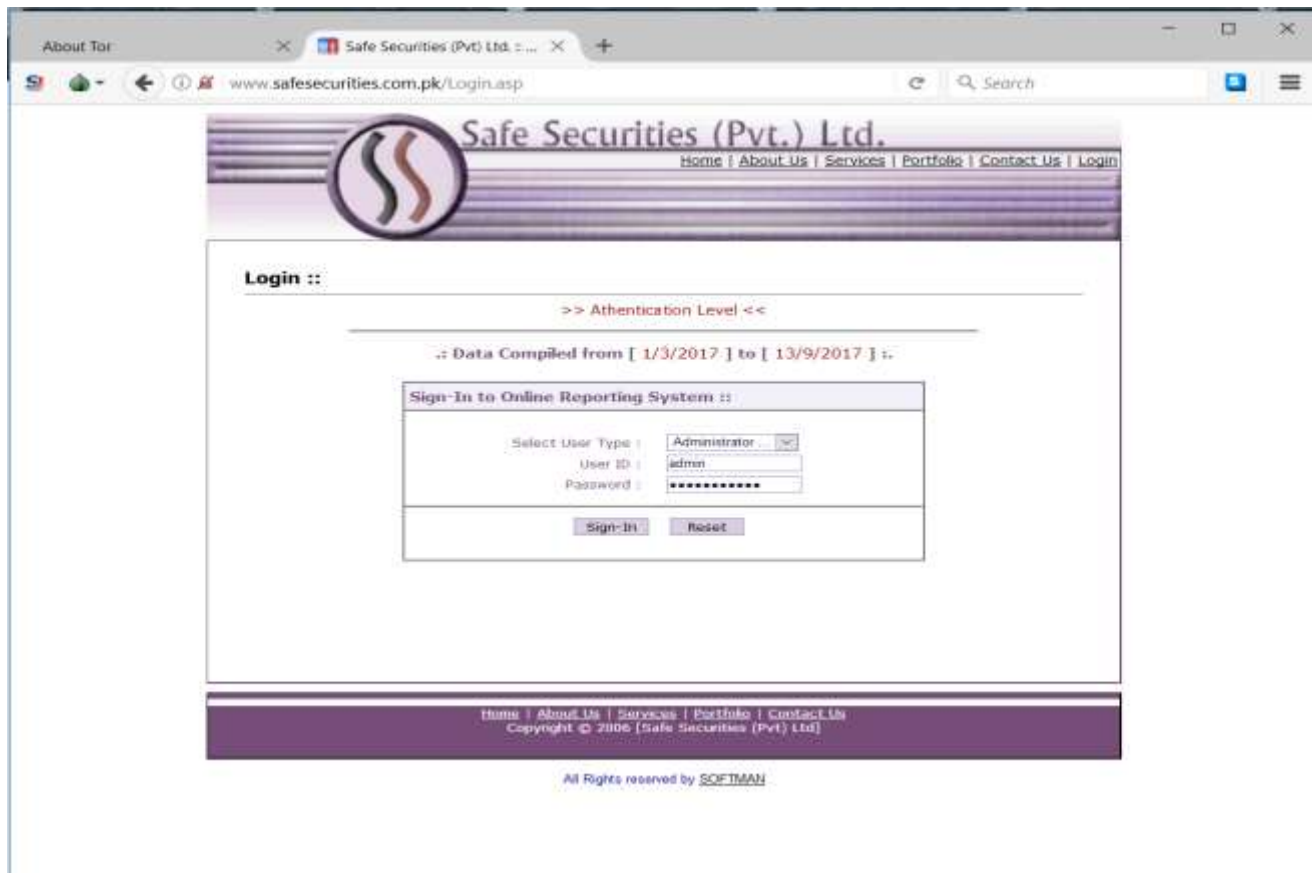 About Tor
Safe Securities (Pvt) Ltd. :: ...
www.safesecurities.com.pk/Login.asp
Search
Safe Securities (Pvt.) Ltd.
Home | About Us | Services | Portfolio | Contact Us | Login
Login ::
>> Athentication Level <<
.: Data Compiled from [ 1/3/2017 ] to [ 13/9/2017 ] :.
Sign-In to Online Reporting System ::
Select User Type : Administrator ...
User ID : admin
Password : •••••••••••
Sign-In Reset
Home | About Us | Services | Portfolio | Contact Us
Copyright © 2006 [Safe Securities (Pvt) Ltd]
All Rights reserved by SOFTMAN